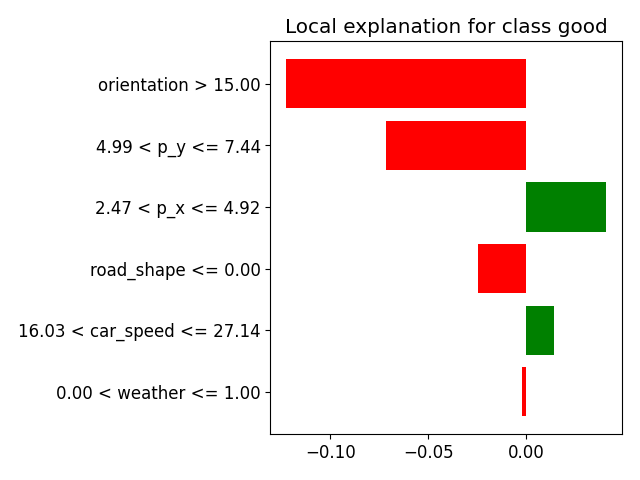 Local explanation for class good
orientation > 15.00
4.99 < p_y <= 7.44
2.47 < p_x <= 4.92
road_shape <= 0.00
16.03 < car_speed <= 27.14
0.00 < weather <= 1.00
−0.10 −0.05 0.00